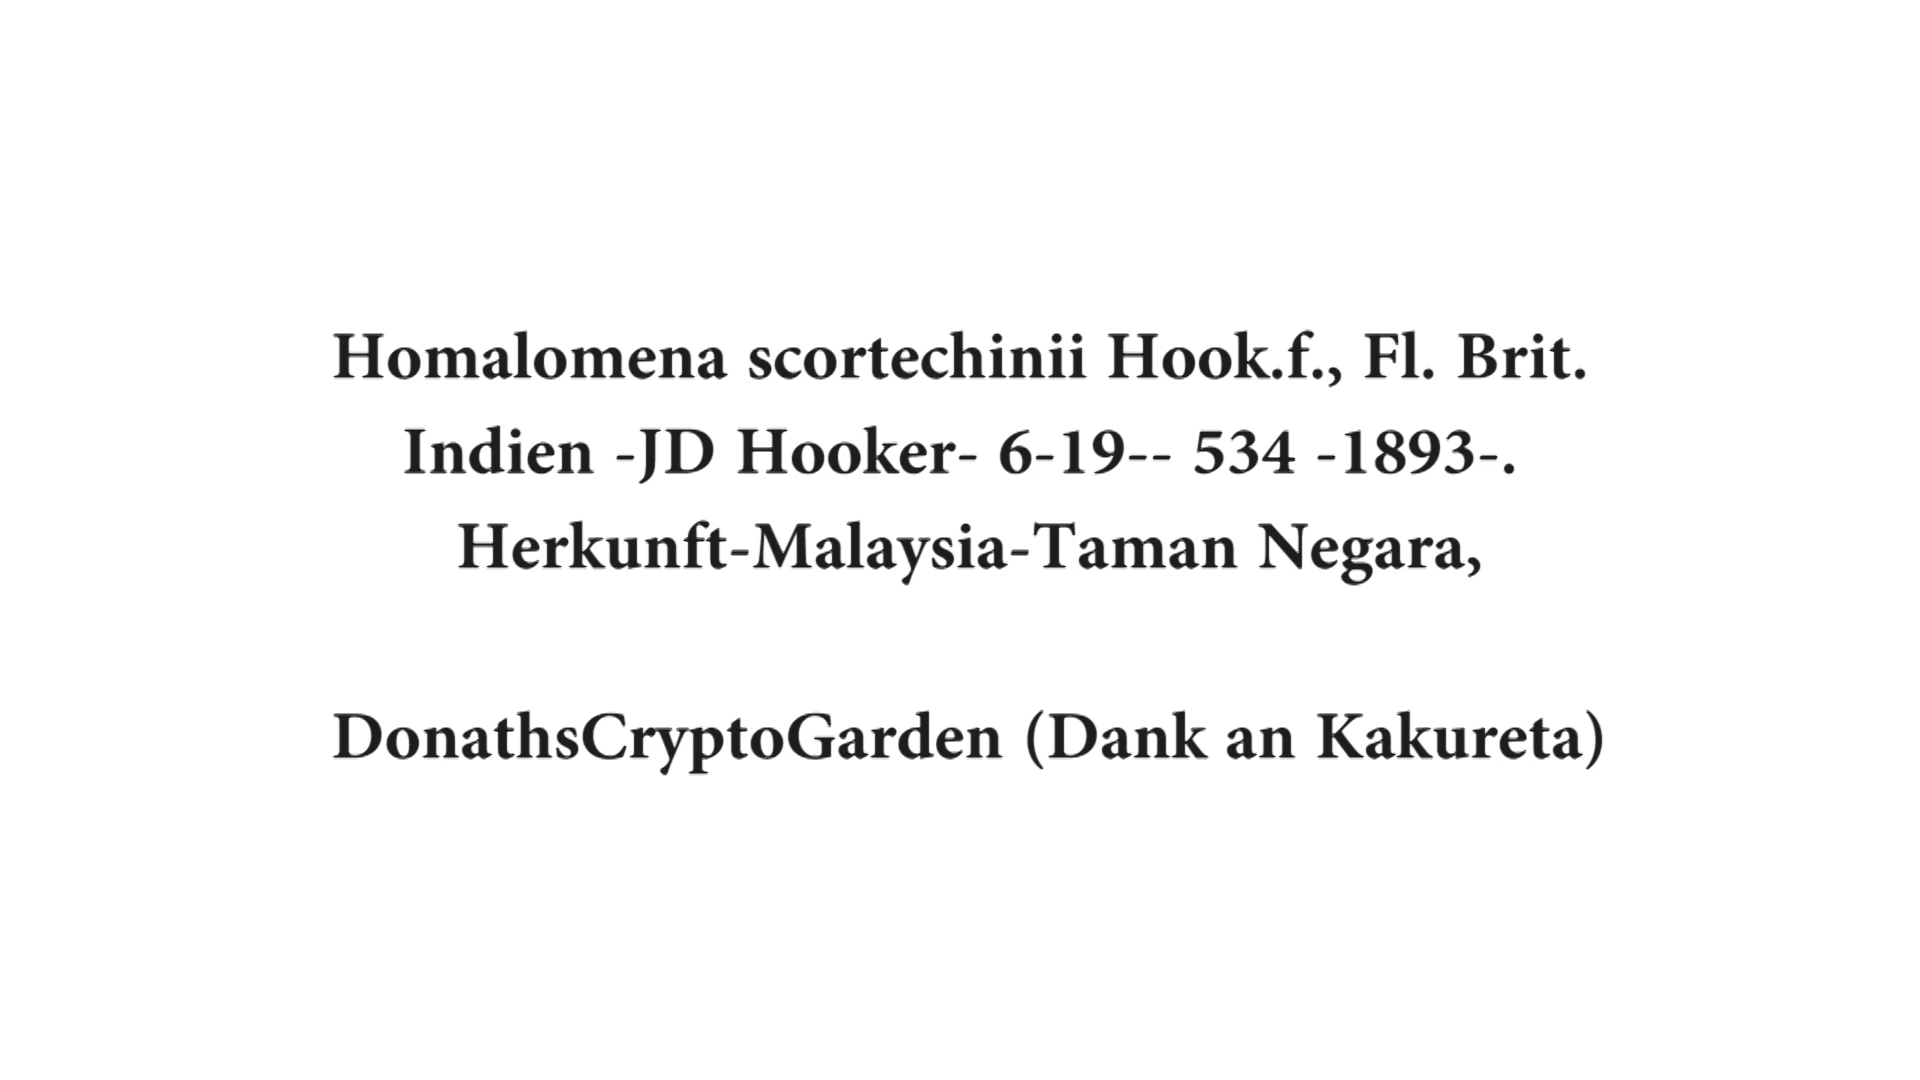 Homalomena scortechinii Hook.f., Fl. Brit.
Indien -JD Hooker- 6-19-- 534 -1893-.
Herkunft-Malaysia-Taman Negara,
DonathsCryptoGarden (Dank an Kakureta)